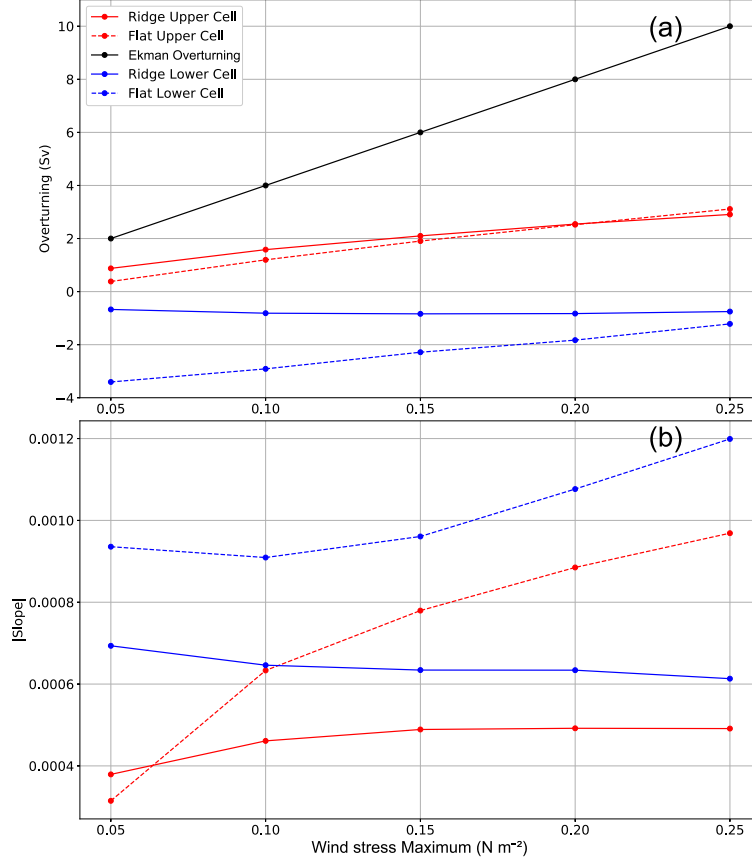 (a)
Ridge Upper Cell
Flat Upper Cell
Ekman Overturning
Ridge Lower Cell
Flat Lower Cell
Overturning (Sv)
10
8
6
4
2
0
−2
−4
0.05 0.10 0.15 0.20 0.25
(b)
|Slope|
0.0012
0.0010
0.0008
0.0006
0.0004
0.05 0.10 0.15 0.20 0.25
Wind stress Maximum (N m⁻²)